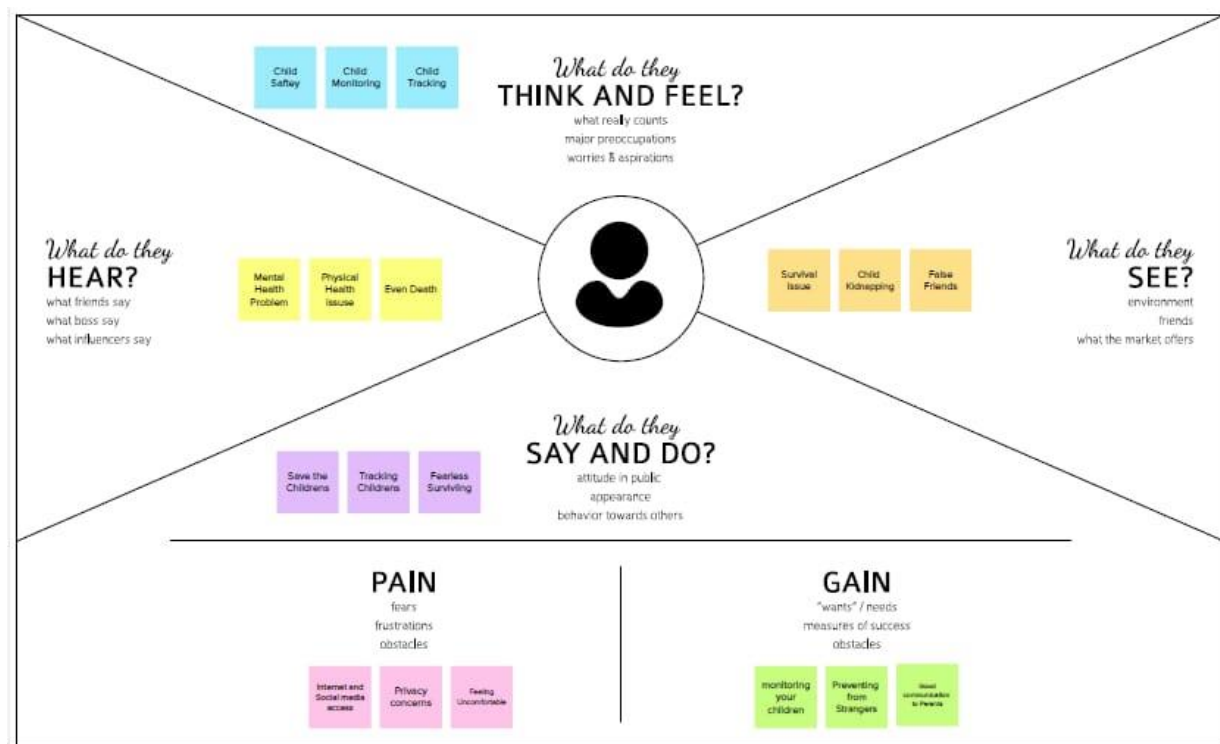 Child
Saftey
Child
Monitoring
Child
Tracking
What do they
THINK AND FEEL?
what really counts
major preoccupations
worries & aspirations
What do they
HEAR?
what friends say
what boss say
what influencers say
Mental
Health
Problem
Physical
Health
issuse
Even Death
Survival
Issue
Child
Kidnapping
False
Friends
What do they
SEE?
environment
friends
what the market offers
What do they
SAY AND DO?
attitude in public
appearance
behavior towards others
Save the
Childrens
Tracking
Childrens
Fearless
Surviviing
PAIN
fears
frustrations
obstacles
Internet and
Social media
access
Privacy
concerns
Feeling
Uncomfortable
GAIN
"wants" / needs
measures of success
obstacles
monitoring
your
children
Preventing
from
Strangers
Good
communication
to Parents